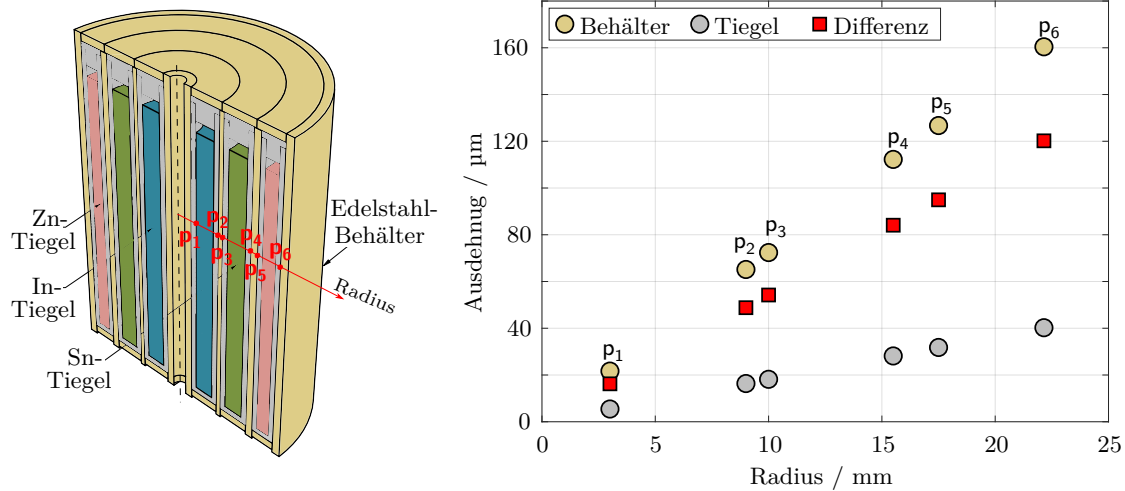 Zn-
Tiegel
In-
Tiegel
Sn-
Tiegel
p1
p2
p3
p4
p5
p6
Radius
Edelstahl-
Behälter
Behälter
Tiegel
Differenz
Ausdehnug / µm
160
120
80
40
0
p1
p2
p3
p4
p5
p6
0 5 10 15 20 25
Radius / mm